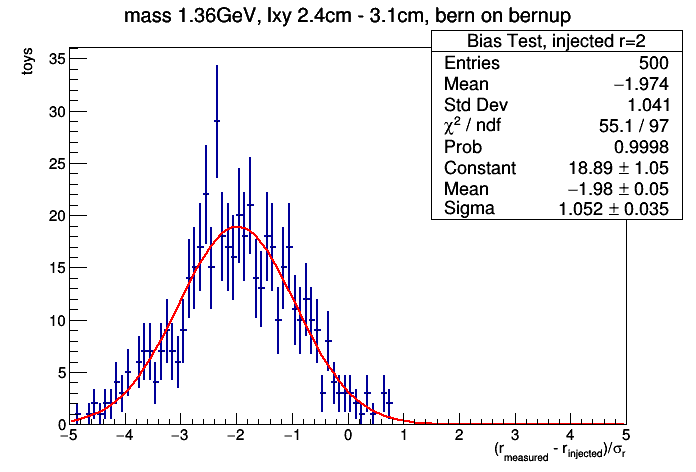 mass 1.36GeV, lxy 2.4cm - 3.1cm, bern on bernup
Bias Test, injected r=2
Entries 500
Mean −1.974
Std Dev 1.041
χ² / ndf 55.1 / 97
Prob 0.9998
Constant 18.89 ± 1.05
Mean −1.98 ± 0.05
Sigma 1.052 ± 0.035
toys
35
30
25
20
15
10
5
0
−5 −4 −3 −2 −1 0 1 2 3 4 5
(r_measured - r_injected)/σ_r